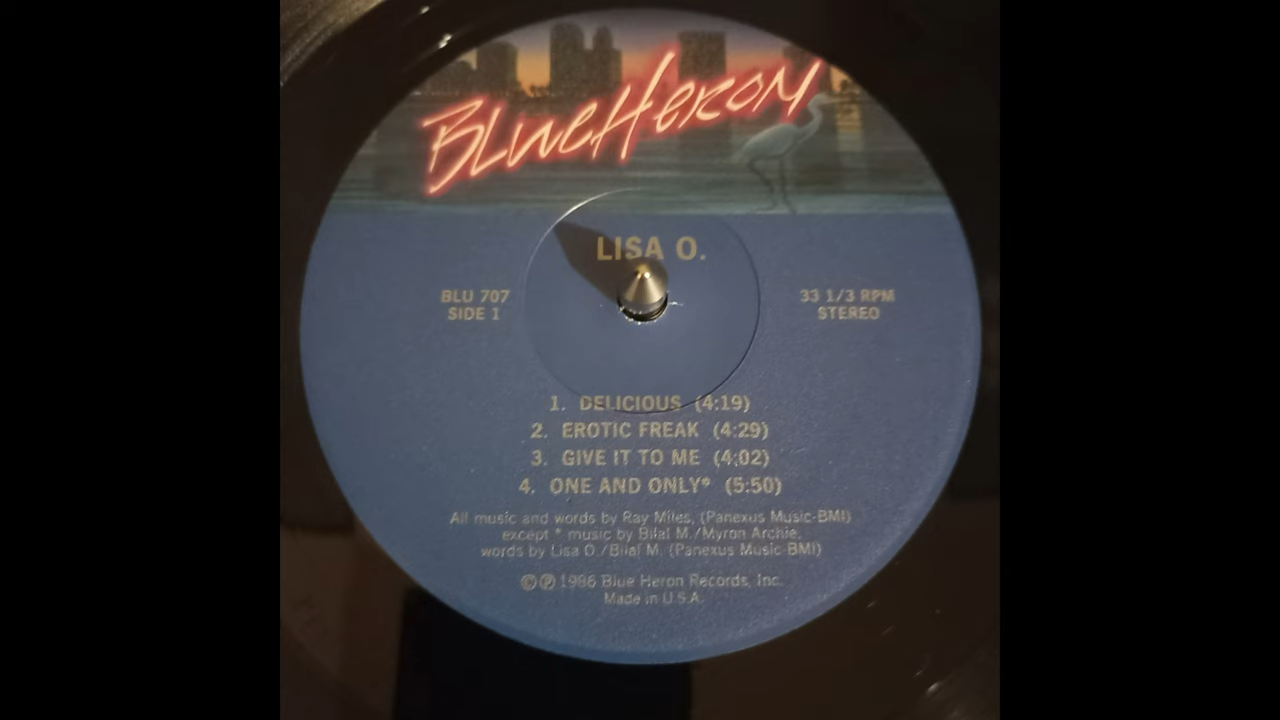 BLUEHERON
LISA O.
BLU 707
SIDE 1
33 1/3 RPM
STEREO
1. DELICIOUS (4:19)
2. EROTIC FREAK (4:29)
3. GIVE IT TO ME (4:02)
4. ONE AND ONLY* (5:50)
All music and words by Ray Miles, (Panexus Music-BMI)
except * music by Bilal M./Myron Archie,
words by Lisa O./Bilal M. (Panexus Music-BMI)
©℗ 1986 Blue Heron Records, Inc.
Made in U.S.A.